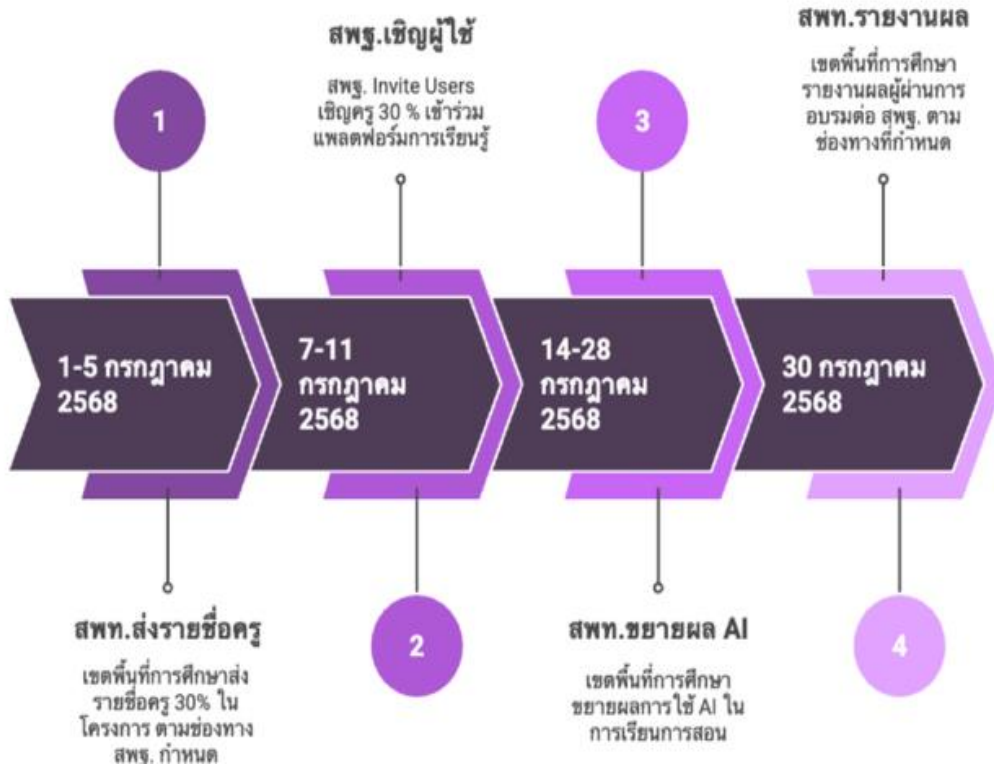 1
1-5 กรกฎาคม
2568
สพท.ส่งรายชื่อครู
เขตพื้นที่การศึกษาส่ง
รายชื่อครู 30% ใน
โครงการ ตามช่องทาง
สพฐ. กำหนด
สพฐ.เชิญผู้ใช้
สพฐ. Invite Users
เชิญครู 30 % เข้าร่วม
แพลตฟอร์มการเรียนรู้
7-11
กรกฎาคม
2568
2
3
14-28
กรกฎาคม
2568
สพท.ขยายผล AI
เขตพื้นที่การศึกษา
ขยายผลการใช้ AI ใน
การเรียนการสอน
สพท.รายงานผล
เขตพื้นที่การศึกษา
รายงานผลผู้ผ่านการ
อบรมต่อ สพฐ. ตาม
ช่องทางที่กำหนด
30 กรกฎาคม
2568
4